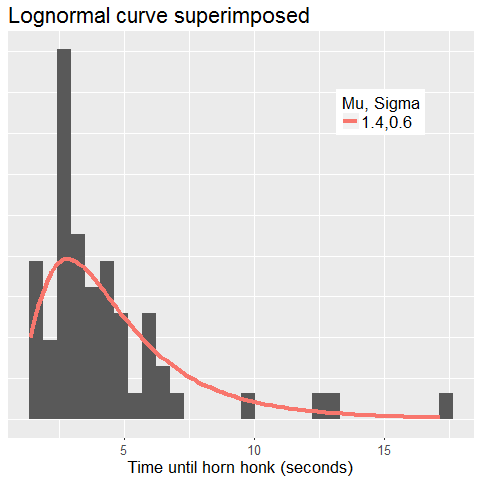 Lognormal curve superimposed
Mu, Sigma
1.4,0.6
5
10
15
Time until horn honk (seconds)